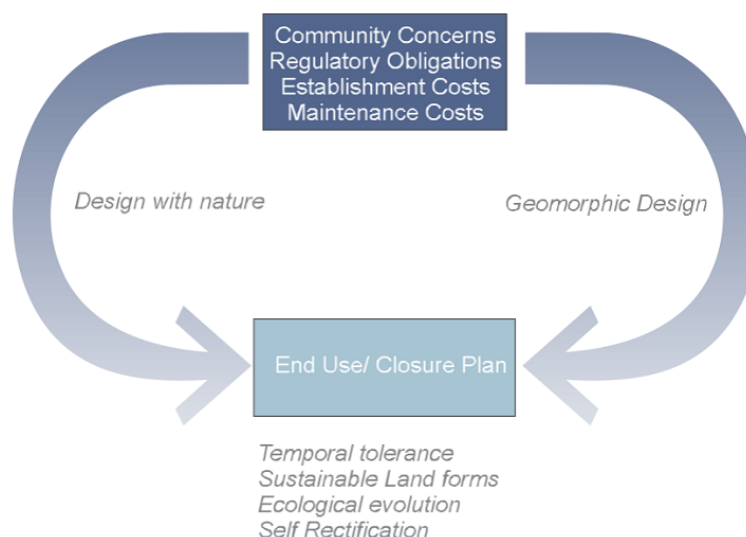 Community Concerns
Regulatory Obligations
Establishment Costs
Maintenance Costs
Design with nature
Geomorphic Design
End Use/ Closure Plan
Temporal tolerance
Sustainable Land forms
Ecological evolution
Self Rectification